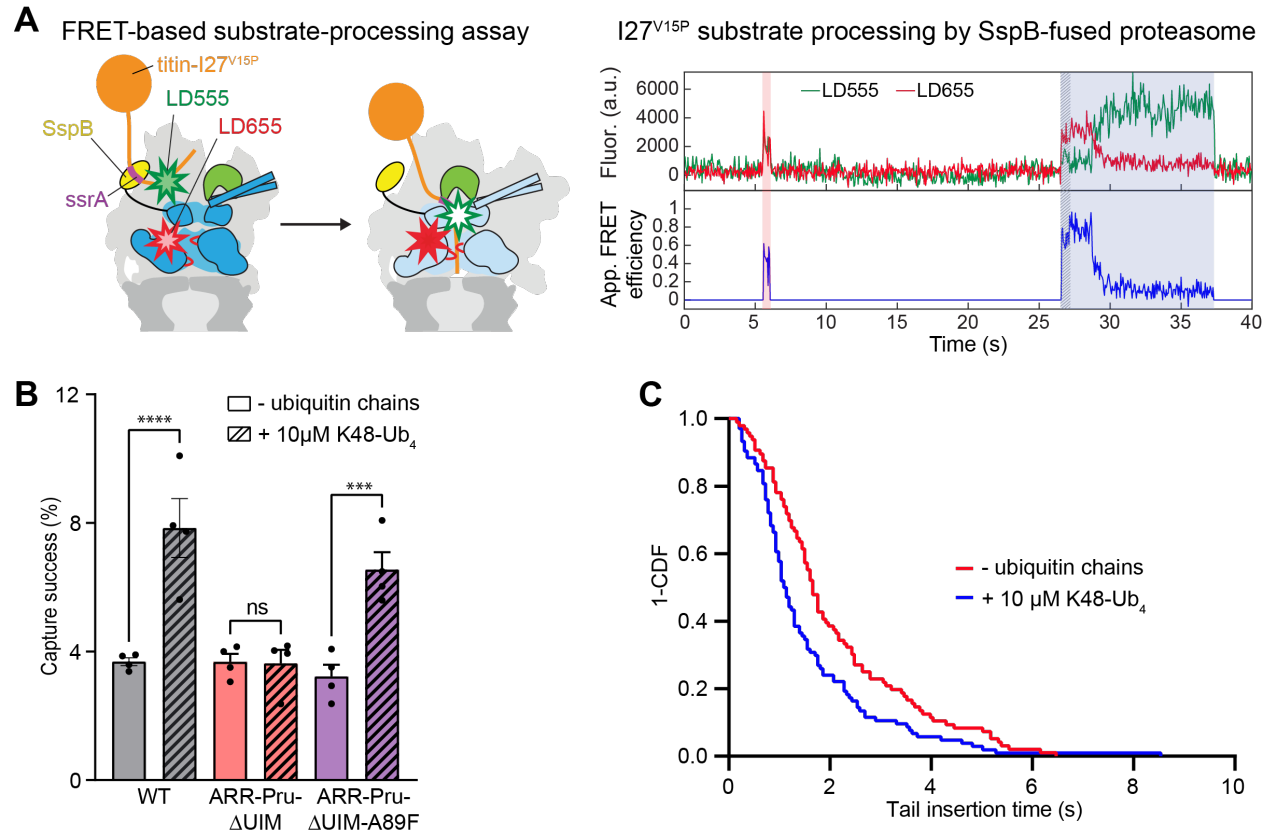 A
FRET-based substrate-processing assay
titin-I27V15P
LD555
SspB
LD655
ssrA
I27V15P substrate processing by SspB-fused proteasome
Fluor. (a.u.)
6000
4000
2000
0
LD555
LD655
App. FRET
efficiency
1
0.8
0.6
0.4
0.2
0
0
5
10
15
20
25
30
35
40
Time (s)
B
Capture success (%)
12
8
4
0
- ubiquitin chains
+ 10µM K48-Ub4
****
ns
***
WT
ARR-Pru-
ΔUIM
ARR-Pru-
ΔUIM-A89F
C
1-CDF
1.0
0.8
0.6
0.4
0.2
0.0
- ubiquitin chains
+ 10 µM K48-Ub4
0
2
4
6
8
10
Tail insertion time (s)